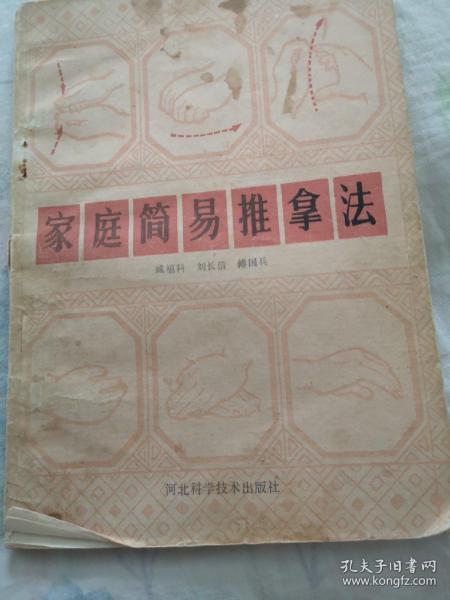 家庭简易推拿法
臧福科 刘长信 韩国兵
河北科学技术出版社
孔夫子旧书网
www.kongfz.com